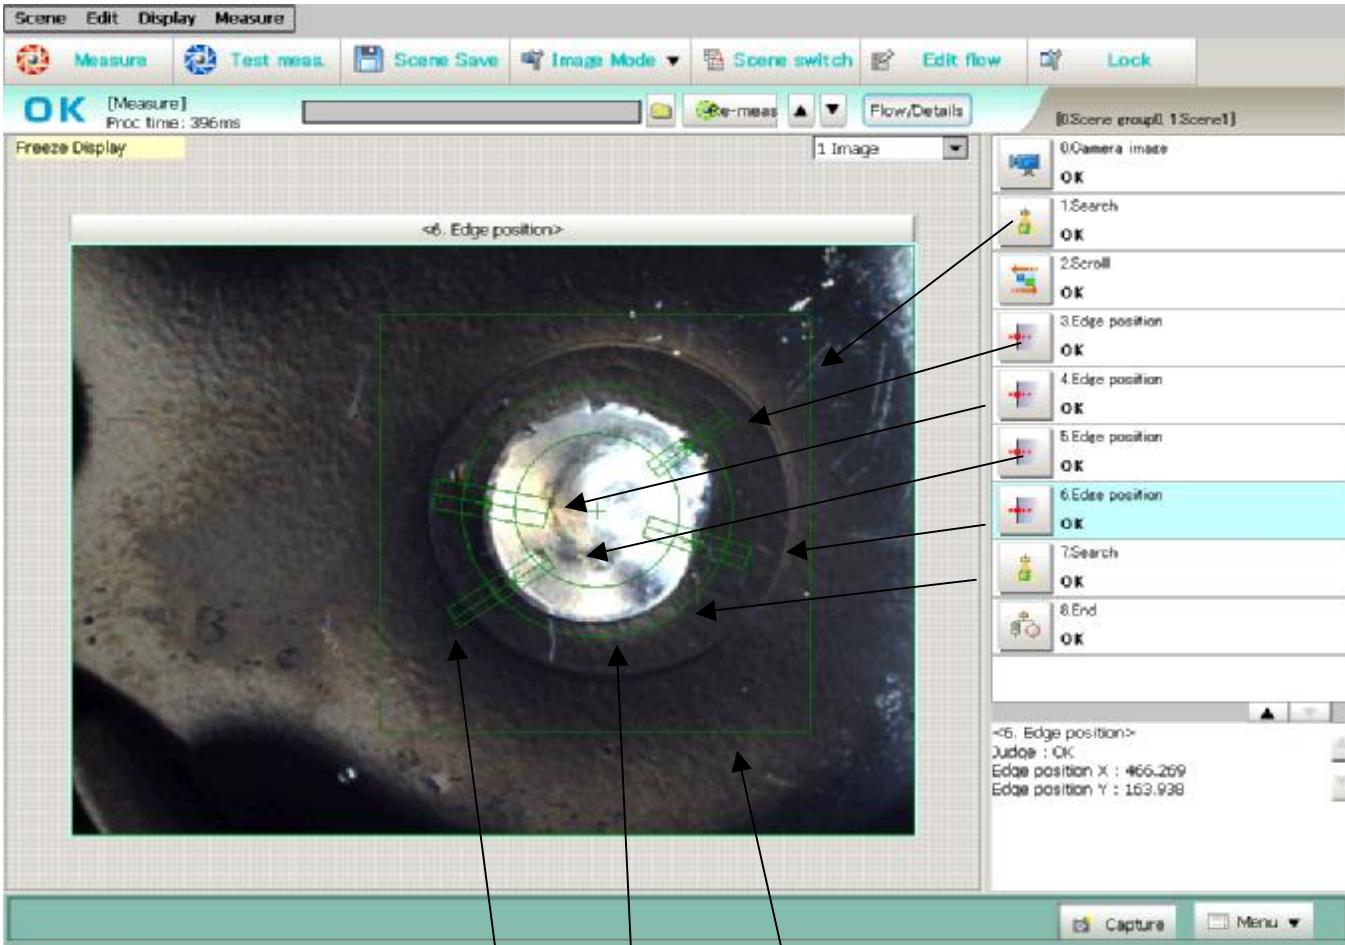 Scene Edit Display Measure
Measure Test meas. Scene Save Image Mode ▼ Scene switch Edit flow Lock
OK [Measure]
Proc time: 396ms
Re-meas ▲ ▼ Flow/Details [0.Scene group0, 1.Scene1]
Freeze Display
1 Image
<6. Edge position>
0.Camera image
OK
1.Search
OK
2.Scroll
OK
3.Edge position
OK
4.Edge position
OK
5.Edge position
OK
6.Edge position
OK
7.Search
OK
8.End
OK
<6. Edge position>
Judge : OK
Edge position X : 466.269
Edge position Y : 163.938
Capture Menu ▼